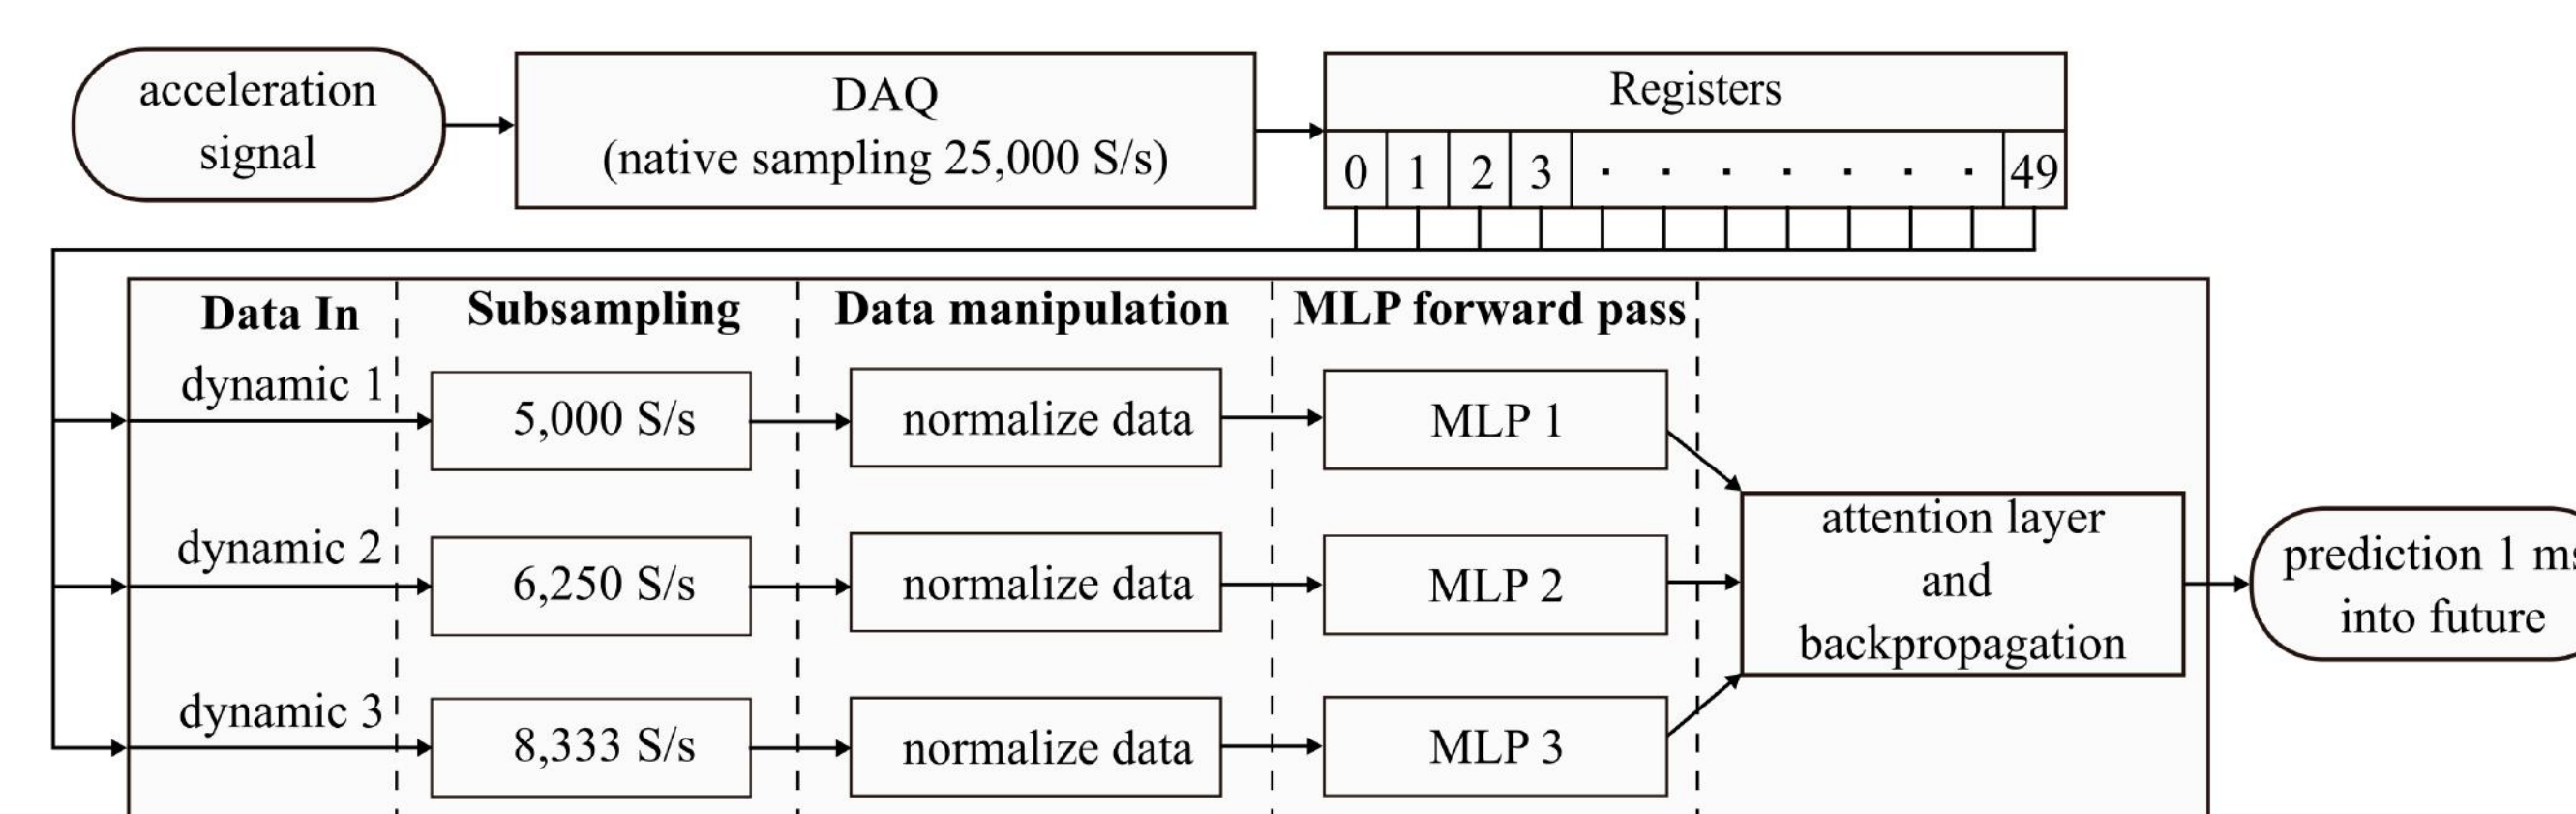 acceleration
signal
DAQ
(native sampling 25,000 S/s)
Registers
0 1 2 3 . . . . . . . 49
Data In
Subsampling
Data manipulation
MLP forward pass
dynamic 1
5,000 S/s
normalize data
MLP 1
dynamic 2
6,250 S/s
normalize data
MLP 2
dynamic 3
8,333 S/s
normalize data
MLP 3
attention layer
and
backpropagation
prediction 1 ms
into future